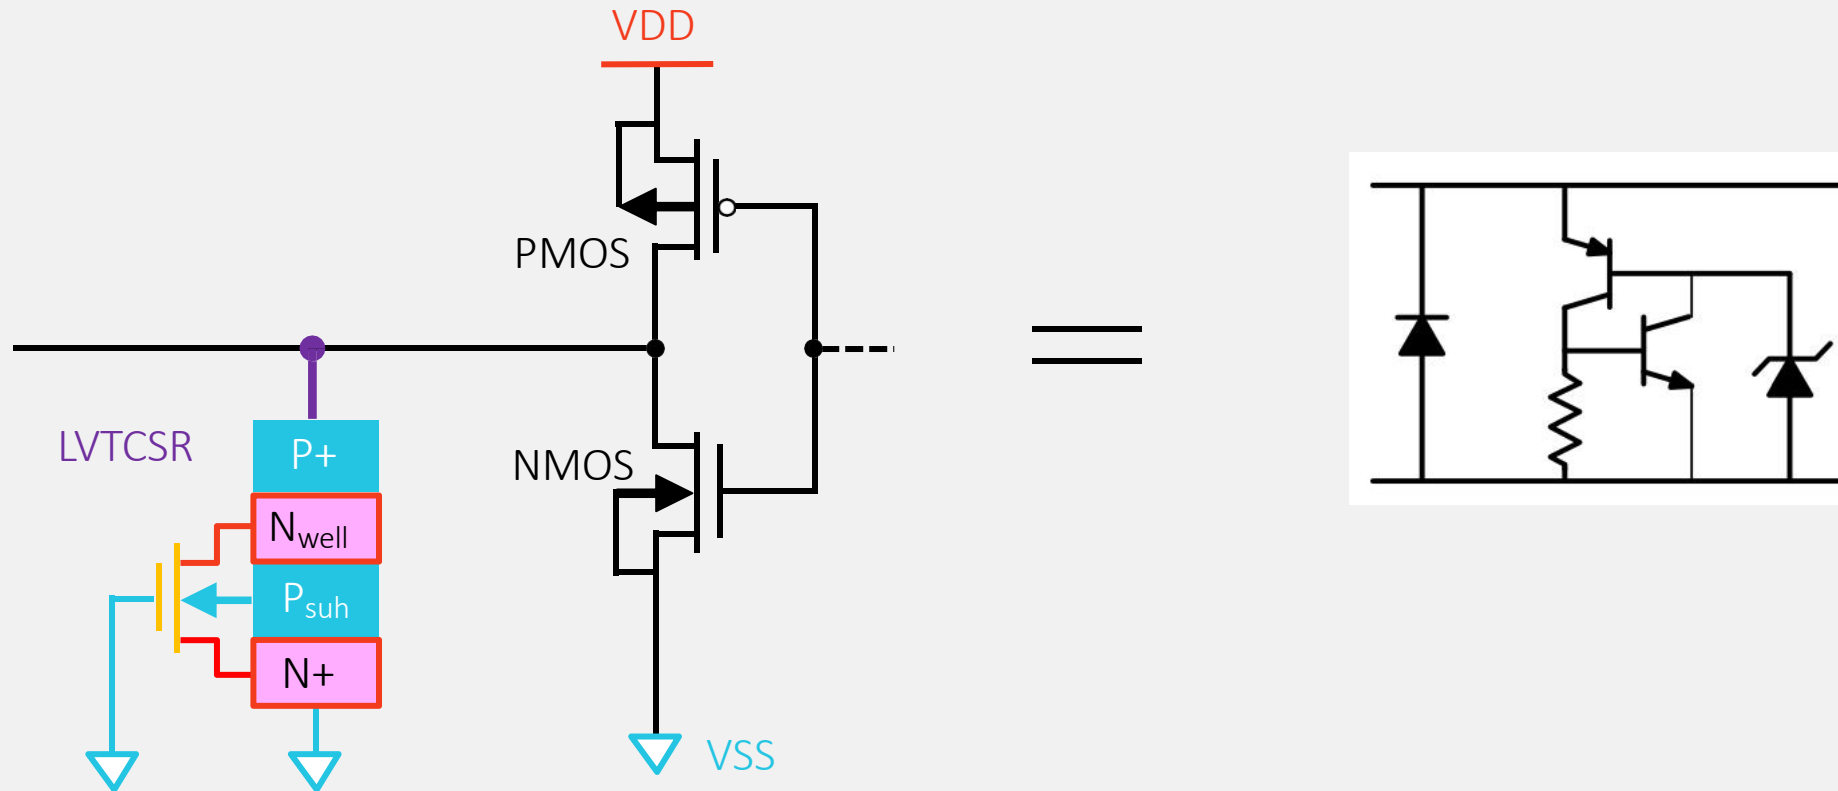 VDD
PMOS
LVTCSR
P+
NMOS
Nwell
Psuh
N+
VSS